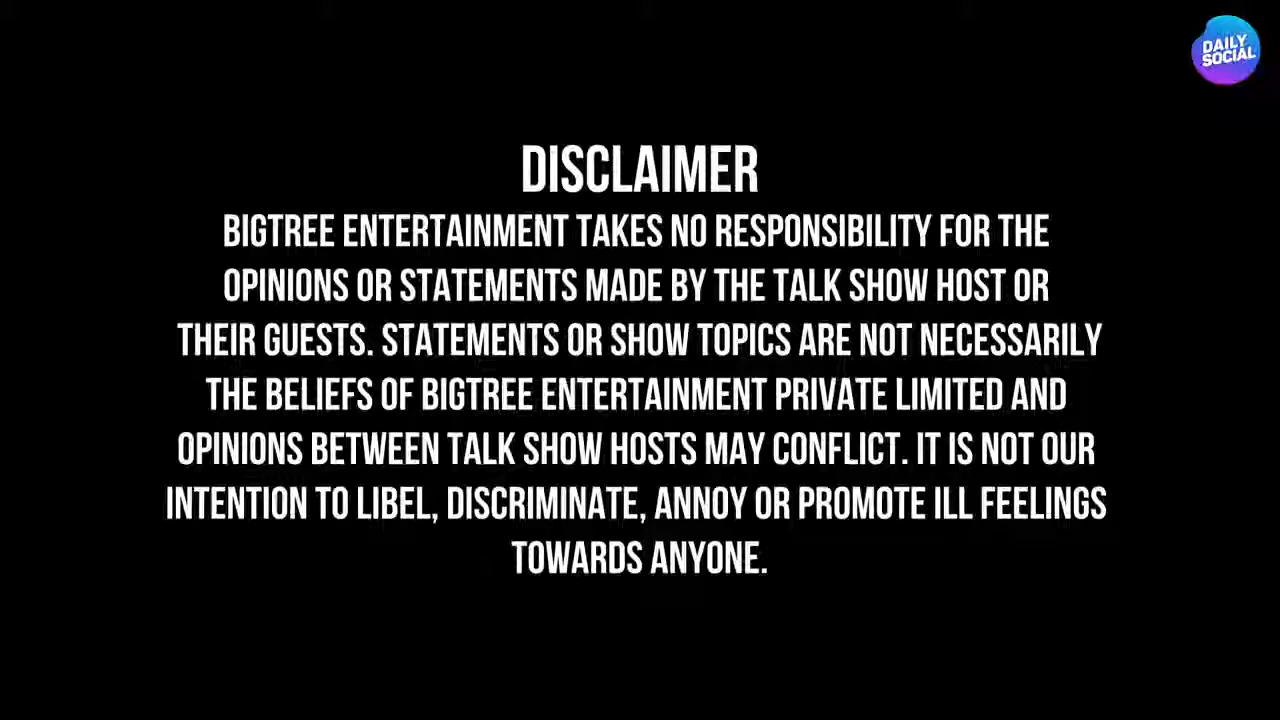 DAILY
SOCIAL
DISCLAIMER
BIGTREE ENTERTAINMENT TAKES NO RESPONSIBILITY FOR THE
OPINIONS OR STATEMENTS MADE BY THE TALK SHOW HOST OR
THEIR GUESTS. STATEMENTS OR SHOW TOPICS ARE NOT NECESSARILY
THE BELIEFS OF BIGTREE ENTERTAINMENT PRIVATE LIMITED AND
OPINIONS BETWEEN TALK SHOW HOSTS MAY CONFLICT. IT IS NOT OUR
INTENTION TO LIBEL, DISCRIMINATE, ANNOY OR PROMOTE ILL FEELINGS
TOWARDS ANYONE.